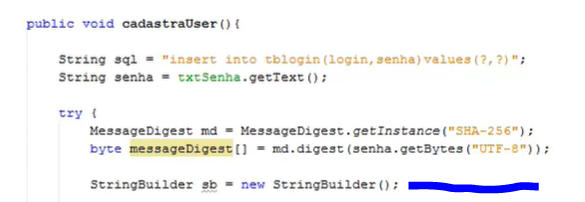 public void cadastraUser(){
String sql = "insert into tblogin(login,senha)values(?,?)";
String senha = txtSenha.getText();
try {
MessageDigest md = MessageDigest.getInstance("SHA-256");
byte messageDigest[] = md.digest(senha.getBytes("UTF-8"));
StringBuilder sb = new StringBuilder();